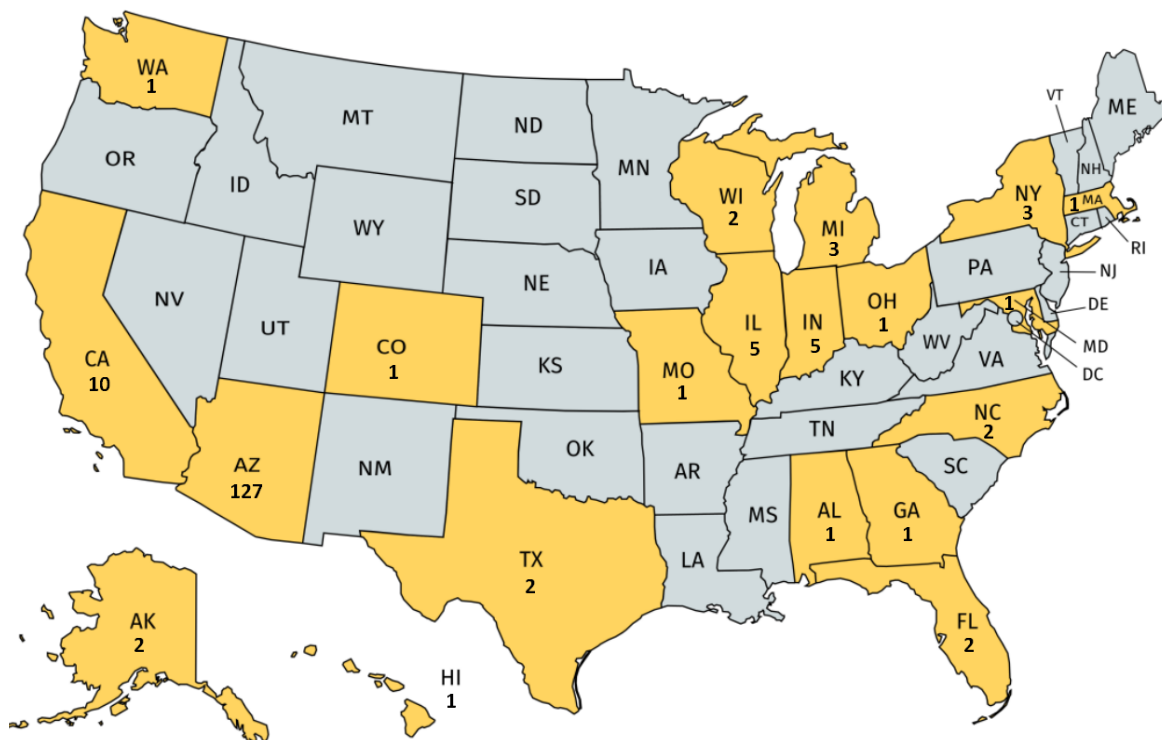 WA
1
MT
ND
MN
VT
ME
OR
ID
SD
WI
2
NH
NY
3
1 MA
WY
MI
3
CT
RI
IA
PA
NJ
NV
NE
UT
IL
5
IN
5
OH
1
1
DE
CA
10
CO
1
KS
MO
1
WV
VA
MD
KY
DC
AZ
127
NM
OK
AR
TN
NC
2
SC
MS
AL
1
GA
1
TX
2
LA
AK
2
FL
2
HI
1